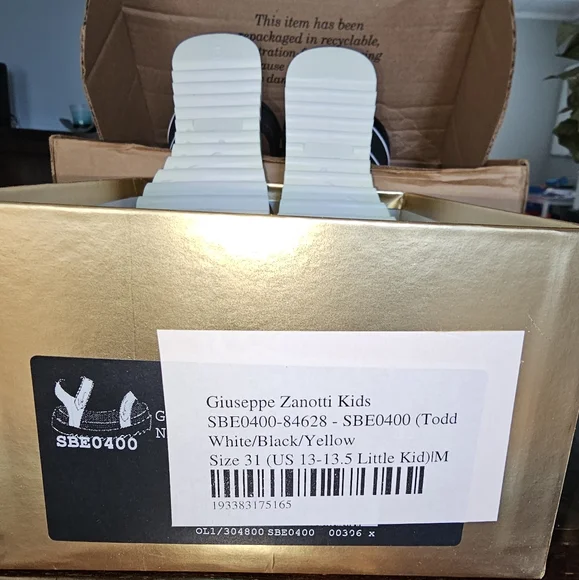 This item has been
repackaged in recyclable,
Giuseppe Zanotti Kids
SBE0400-84628 - SBE0400 (Todd
White/Black/Yellow
Size 31 (US 13-13.5 Little Kid)|M
193383175165
SBE0400
G
N
OL1/304800 SBE0400 00396 x